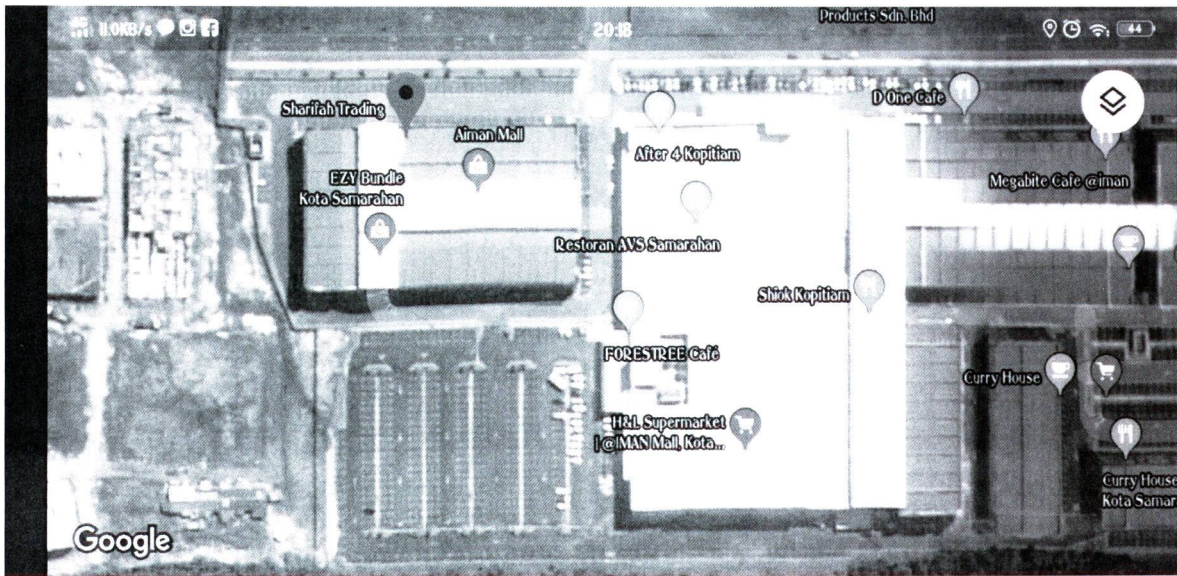 Products Sdn. Bhd
11.0KB/s
20:18
44
Sharifah Trading
D One Cafe
Aiman Mall
After 4 Kopitiam
EZY Bundle
Kota Samarahan
Megabite Cafe @iman
Restoran AVS Samarahan
Shiok Kopitiam
FORESTREE Café
Curry House
H&L Supermarket
| @IMAN Mall, Kota...
Curry House
Kota Samar
Google